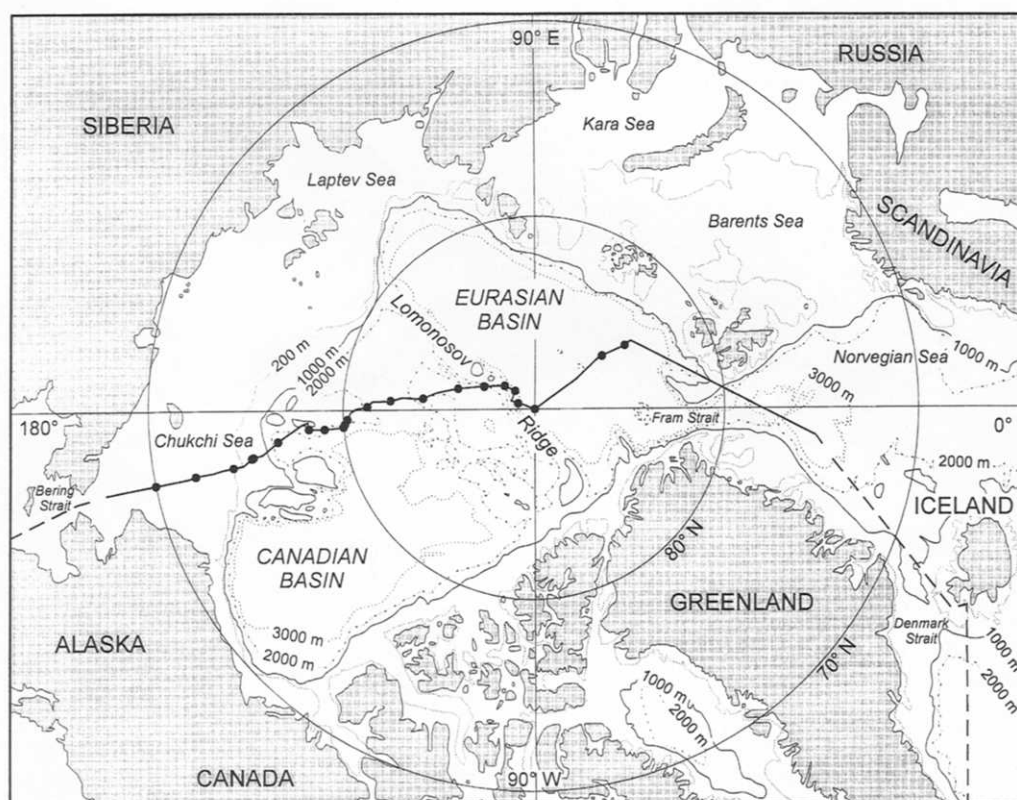 90° E
RUSSIA
SIBERIA
Kara Sea
Laptev Sea
Barents Sea
SCANDINAVIA
EURASIAN
BASIN
Lomonosov
Ridge
200 m
1000 m
2000 m
Norvegian Sea
1000 m
3000 m
180°
Chukchi Sea
Fram Strait
0°
Bering
Strait
2000 m
ICELAND
80° N
CANADIAN
BASIN
GREENLAND
Denmark
Strait
3000 m
2000 m
ALASKA
70° N
1000 m
2000 m
1000 m
2000 m
CANADA
90° W